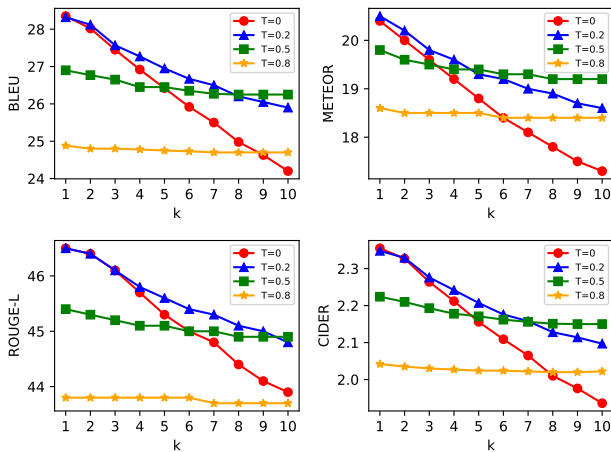 BLEU
28
27
26
25
24
1 2 3 4 5 6 7 8 9 10
k
T=0
T=0.2
T=0.5
T=0.8
METEOR
20
19
18
1 2 3 4 5 6 7 8 9 10
k
T=0
T=0.2
T=0.5
T=0.8
ROUGE-L
46
45
44
1 2 3 4 5 6 7 8 9 10
k
T=0
T=0.2
T=0.5
T=0.8
CIDER
2.3
2.2
2.1
2.0
1 2 3 4 5 6 7 8 9 10
k
T=0
T=0.2
T=0.5
T=0.8